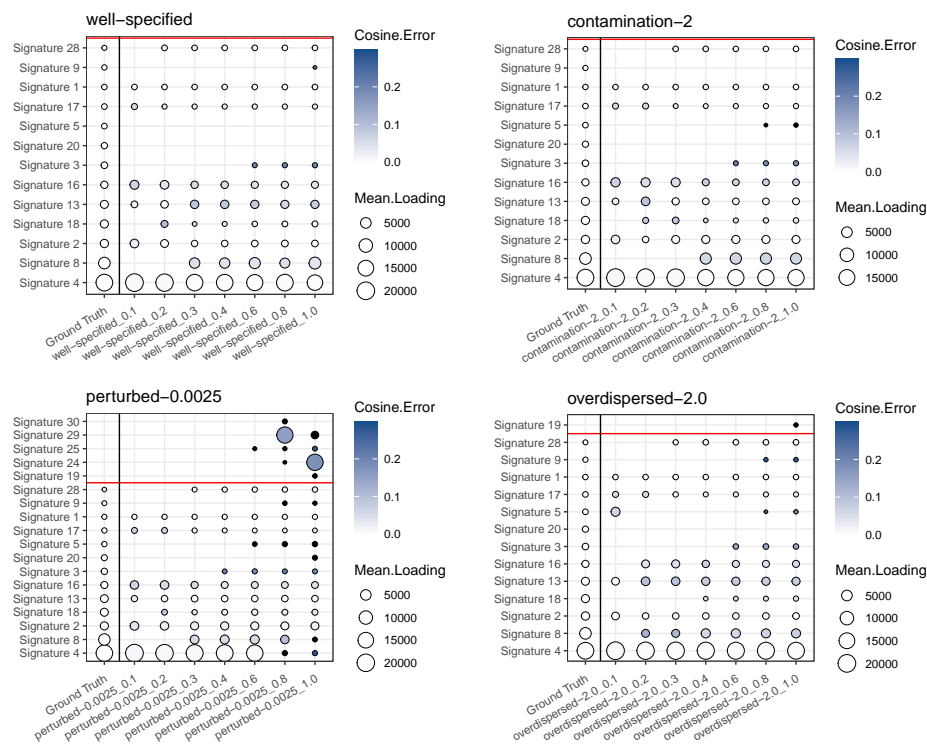 well−specified
Signature 28
Signature 9
Signature 1
Signature 17
Signature 5
Signature 20
Signature 3
Signature 16
Signature 13
Signature 18
Signature 2
Signature 8
Signature 4
Ground Truth
well−specified_0.1
well−specified_0.2
well−specified_0.3
well−specified_0.4
well−specified_0.6
well−specified_0.8
well−specified_1.0
Cosine.Error
0.2
0.1
0.0
Mean.Loading
5000
10000
15000
20000
contamination−2
Signature 28
Signature 9
Signature 1
Signature 17
Signature 5
Signature 20
Signature 3
Signature 16
Signature 13
Signature 18
Signature 2
Signature 8
Signature 4
Ground Truth
contamination−2_0.1
contamination−2_0.2
contamination−2_0.3
contamination−2_0.4
contamination−2_0.6
contamination−2_0.8
contamination−2_1.0
Cosine.Error
0.2
0.1
0.0
Mean.Loading
5000
10000
15000
perturbed−0.0025
Signature 30
Signature 29
Signature 25
Signature 24
Signature 19
Signature 28
Signature 9
Signature 1
Signature 17
Signature 5
Signature 20
Signature 3
Signature 16
Signature 13
Signature 18
Signature 2
Signature 8
Signature 4
Ground Truth
perturbed−0.0025_0.1
perturbed−0.0025_0.2
perturbed−0.0025_0.3
perturbed−0.0025_0.4
perturbed−0.0025_0.6
perturbed−0.0025_0.8
perturbed−0.0025_1.0
Cosine.Error
0.2
0.1
0.0
Mean.Loading
5000
10000
15000
20000
overdispersed−2.0
Signature 19
Signature 28
Signature 9
Signature 1
Signature 17
Signature 5
Signature 20
Signature 3
Signature 16
Signature 13
Signature 18
Signature 2
Signature 8
Signature 4
Ground Truth
overdispersed−2.0_0.1
overdispersed−2.0_0.2
overdispersed−2.0_0.3
overdispersed−2.0_0.4
overdispersed−2.0_0.6
overdispersed−2.0_0.8
overdispersed−2.0_1.0
Cosine.Error
0.2
0.1
0.0
Mean.Loading
5000
10000
15000
20000